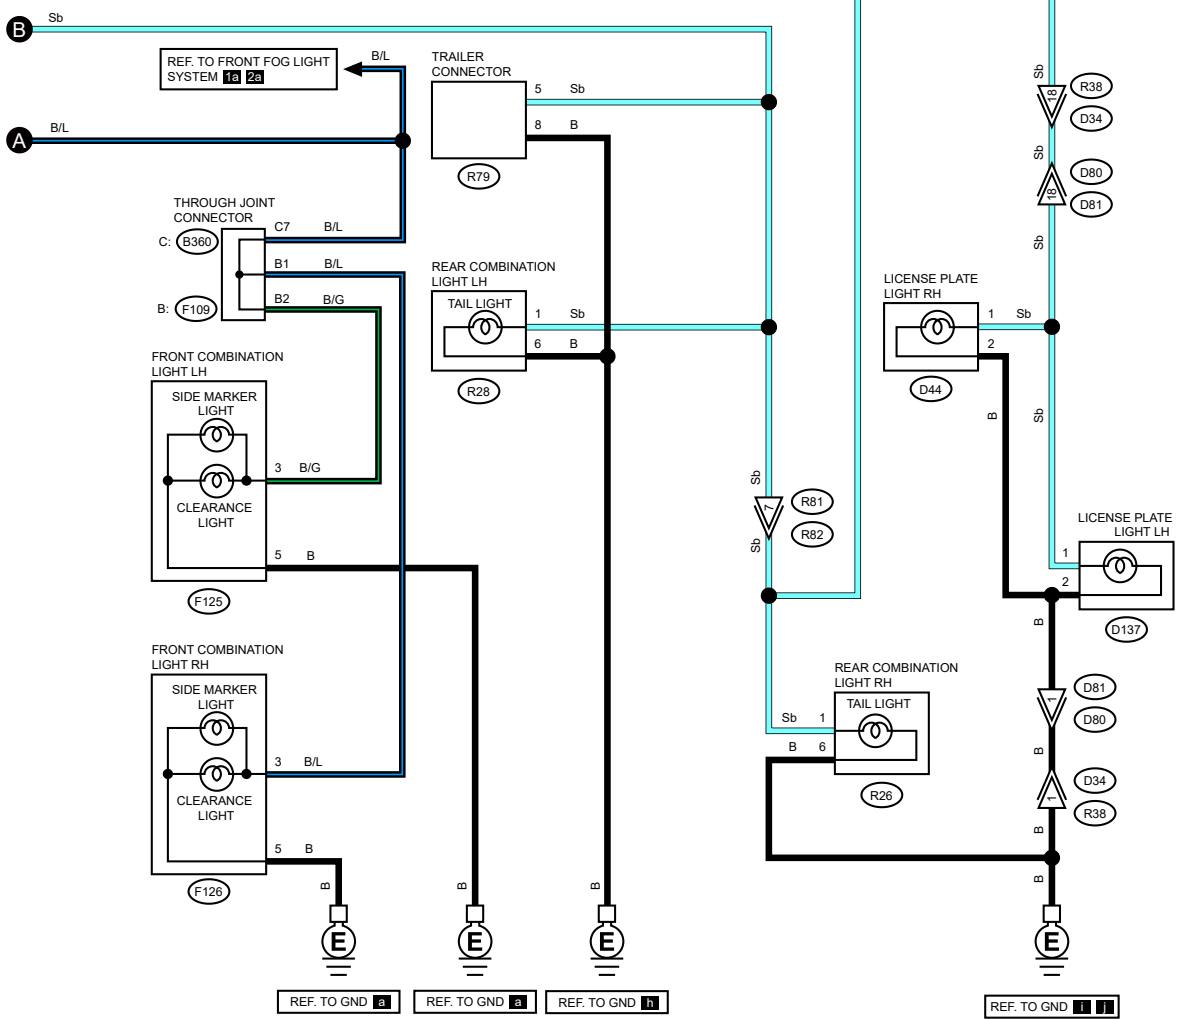 B
Sb
REF. TO FRONT FOG LIGHT
SYSTEM 1a 2a
B/L
A
B/L
TRAILER
CONNECTOR
5 Sb
8 B
R79
THROUGH JOINT
CONNECTOR
C: B360
B: F109
C7 B/L
B1 B/L
B2 B/G
REAR COMBINATION
LIGHT LH
TAIL LIGHT
1 Sb
6 B
R28
FRONT COMBINATION
LIGHT LH
SIDE MARKER
LIGHT
CLEARANCE
LIGHT
3 B/G
5 B
F125
FRONT COMBINATION
LIGHT RH
SIDE MARKER
LIGHT
CLEARANCE
LIGHT
3 B/L
5 B
F126
Sb
7
R81
R82
Sb
REAR COMBINATION
LIGHT RH
TAIL LIGHT
Sb 1
B 6
R26
Sb
18
R38
D34
Sb
18
D80
D81
Sb
LICENSE PLATE
LIGHT RH
1 Sb
2
D44
B
Sb
LICENSE PLATE
LIGHT LH
1
2
D137
B
1
D81
D80
B
1
D34
R38
B
B
B
B
B
E
E
E
E
REF. TO GND a
REF. TO GND a
REF. TO GND h
REF. TO GND i j